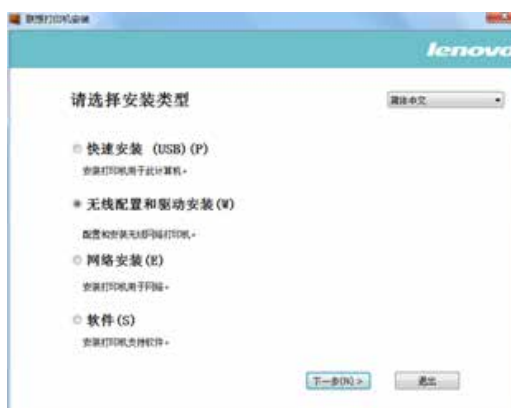 联想打印机安装
lenovo
请选择安装类型
简体中文
快速安装 (USB)(P)
安装打印机用于此计算机。
无线配置和驱动安装(W)
配置和安装无线网络打印机。
网络安装(E)
安装打印机用于网络。
软件(S)
安装打印机支持软件。
下一步(N) >
退出